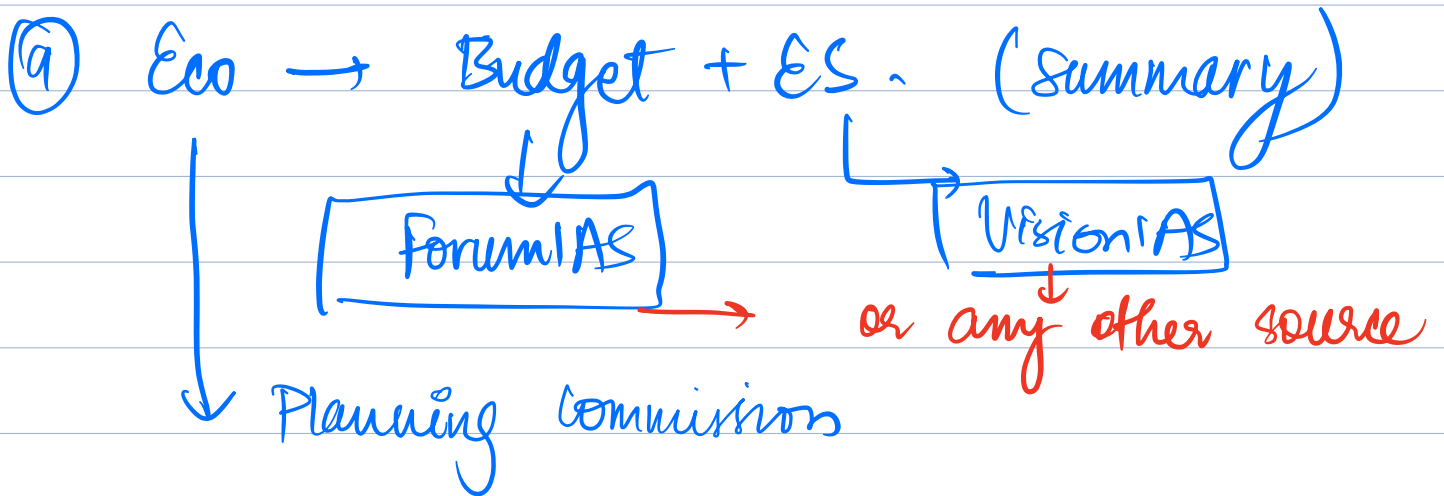 (a) Eco → Budget + ES. (Summary)
ForumIAS VisionIAS
or any other source
Planning Commission